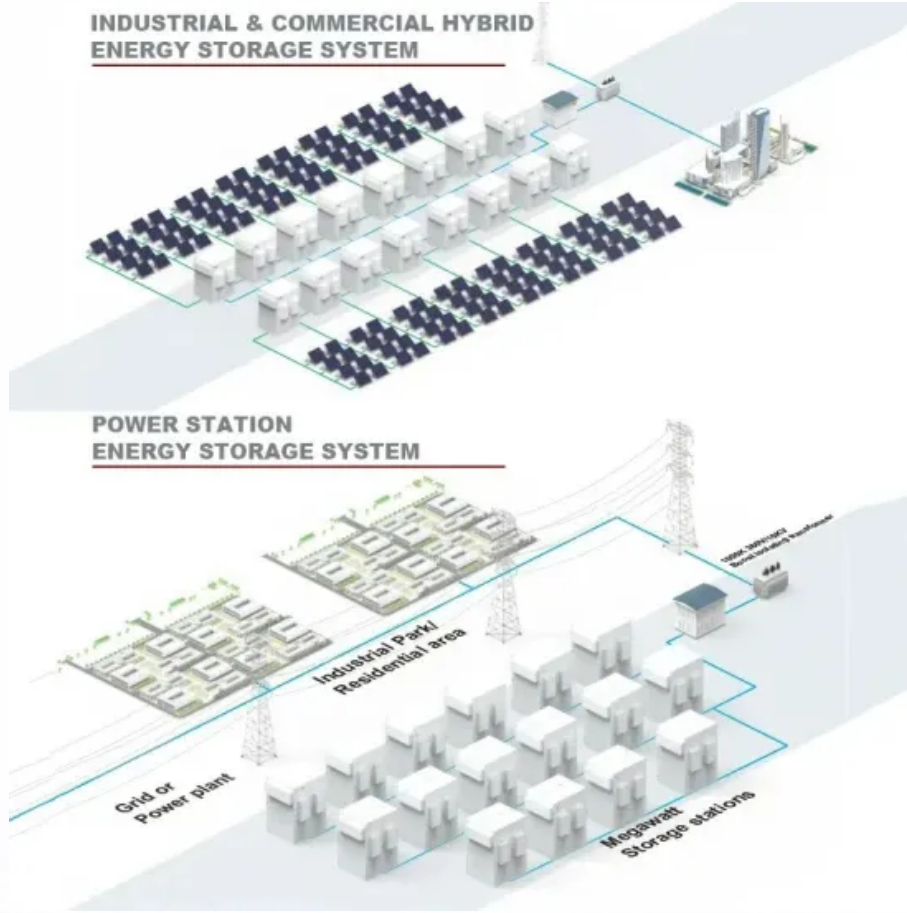 INDUSTRIAL & COMMERCIAL HYBRID
ENERGY STORAGE SYSTEM
POWER STATION
ENERGY STORAGE SYSTEM
Industrial Park/
Residential area
Grid or
Power plant
Megawatt
Storage stations